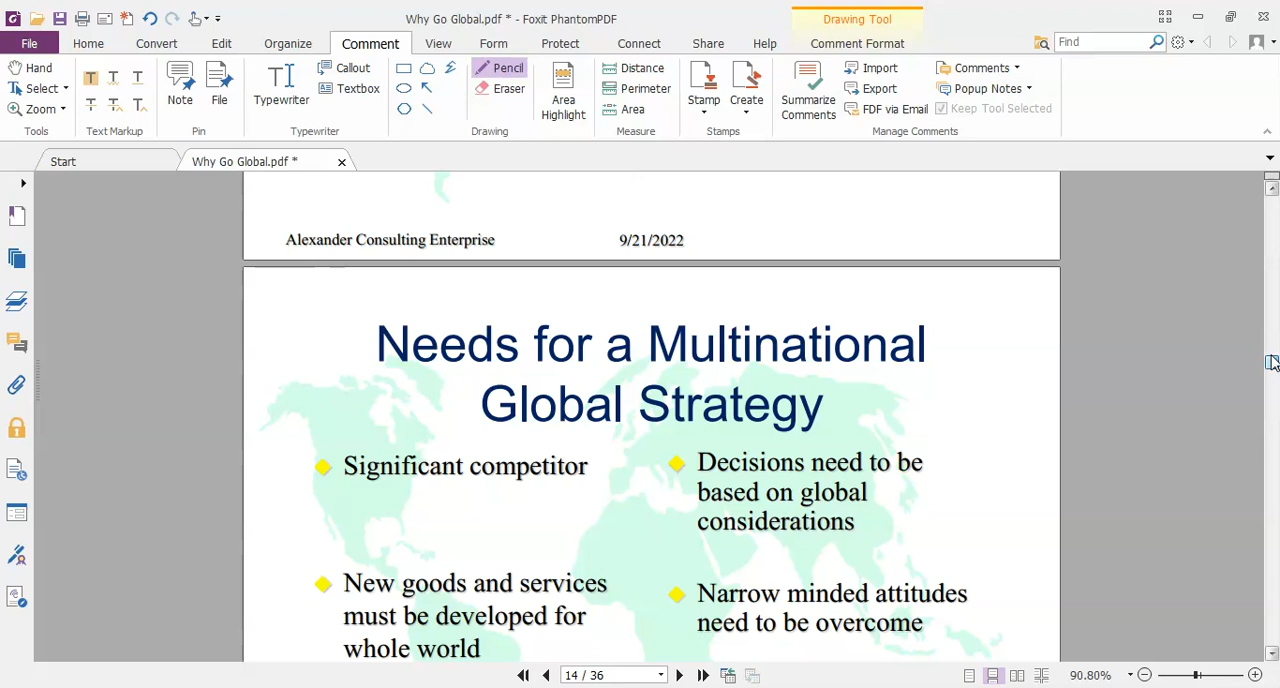 Why Go Global.pdf * - Foxit PhantomPDF
Drawing Tool
File Home Convert Edit Organize Comment View Form Protect Connect Share Help Comment Format Find
Hand
Select
Zoom
Tools
T T T
T T T
Text Markup
Note File
Pin
Typewriter
Callout
Textbox
Typewriter
Pencil
Eraser
Drawing
Area
Highlight
Distance
Perimeter
Area
Measure
Stamp Create
Stamps
Summarize
Comments
Import
Export
FDF via Email
Comments
Popup Notes
Keep Tool Selected
Manage Comments
Start Why Go Global.pdf *
Alexander Consulting Enterprise 9/21/2022
Needs for a Multinational
Global Strategy
Significant competitor
New goods and services
must be developed for
whole world
Decisions need to be
based on global
considerations
Narrow minded attitudes
need to be overcome
14 / 36 90.80%